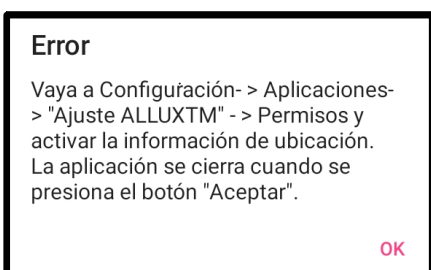 Error
Vaya a Configuración- > Aplicaciones-
> "Ajuste ALLUXTM" - > Permisos y
activar la información de ubicación.
La aplicación se cierra cuando se
presiona el botón "Aceptar".
OK